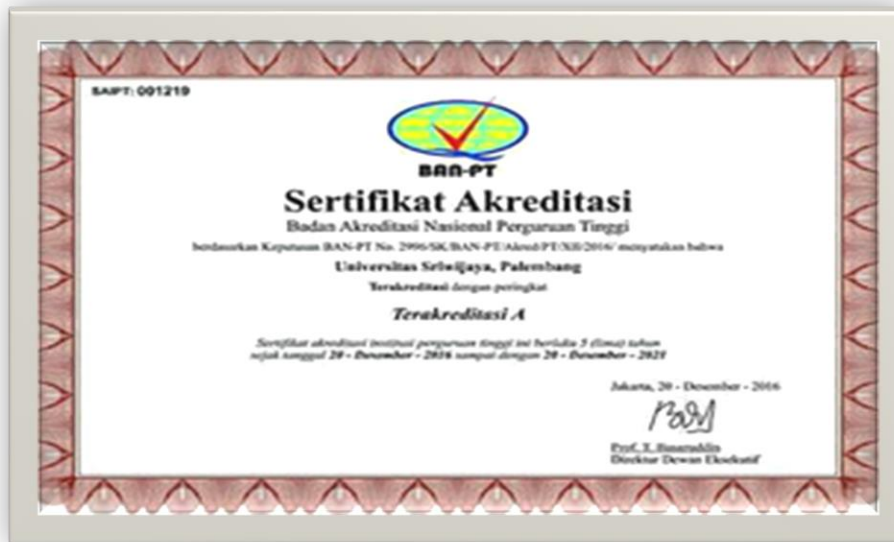 SAIPT: 001219
BAN-PT
Sertifikat Akreditasi
Badan Akreditasi Nasional Perguruan Tinggi
berdasarkan Keputusan BAN-PT No. 2996/SK/BAN-PT/Akred/PT/XII/2016/ menyatakan bahwa
Universitas Sriwijaya, Palembang
Terakreditasi dengan peringkat
Terakreditasi A
Sertifikat akreditasi institusi perguruan tinggi ini berlaku 5 (lima) tahun
sejak tanggal 20 - Desember - 2016 sampai dengan 20 - Desember - 2021
Jakarta, 20 - Desember - 2016
Prof. T.
Direktur Dewan Eksekutif